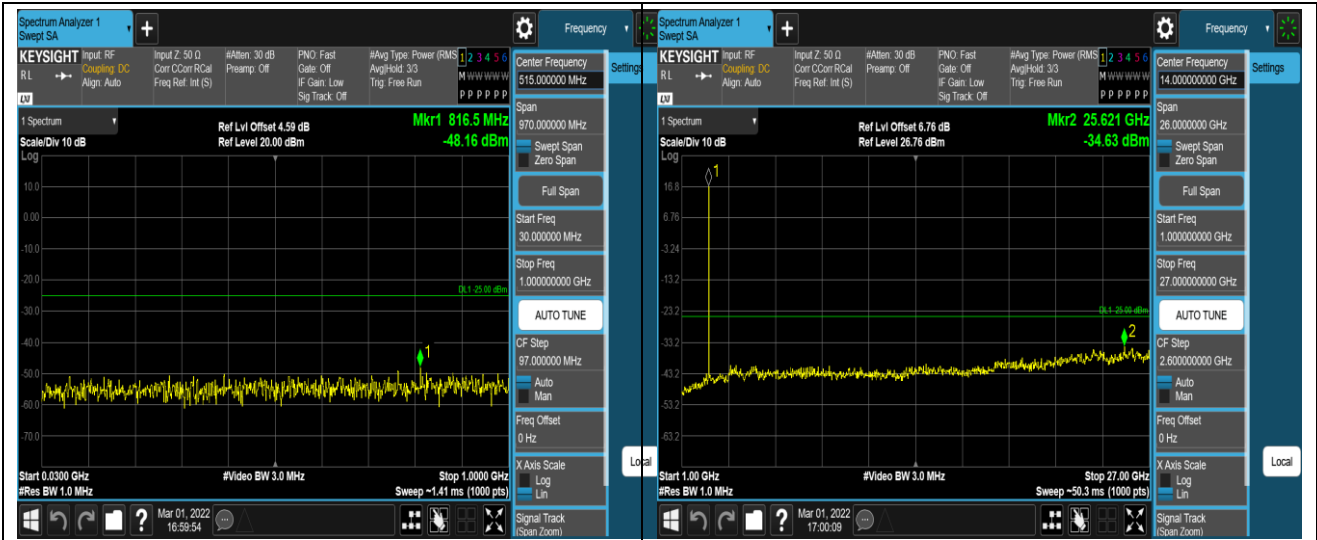 Spectrum Analyzer 1
Swept SA
Frequency
KEYSIGHT
R L
LXI
Input: RF
Coupling: DC
Align: Auto
Input Z: 50 Ω
Corr CCorr RCal
Freq Ref: Int (S)
#Atten: 30 dB
Preamp: Off
PNO: Fast
Gate: Off
IF Gain: Low
Sig Track: Off
#Avg Type: Power (RMS
Avg|Hold: 3/3
Trig: Free Run
1 2 3 4 5 6
M W W W W W
P P P P P P
Center Frequency
515.000000 MHz
Settings
1 Spectrum
Scale/Div 10 dB
Log
Ref Lvl Offset 4.59 dB
Ref Level 20.00 dBm
Mkr1 816.5 MHz
-48.16 dBm
Span
970.000000 MHz
Swept Span
Zero Span
Full Span
Start Freq
30.000000 MHz
Stop Freq
1.000000000 GHz
AUTO TUNE
CF Step
97.000000 MHz
Auto
Man
Freq Offset
0 Hz
X Axis Scale
Log
Lin
Signal Track
(Span Zoom)
Local
10.0
0.00
-10.0
-20.0
-30.0
-40.0
-50.0
-60.0
-70.0
DL1 -25.00 dBm
1
Start 0.0300 GHz
#Res BW 1.0 MHz
#Video BW 3.0 MHz
Stop 1.0000 GHz
Sweep ~1.41 ms (1000 pts)
?
Mar 01, 2022
16:59:54
Spectrum Analyzer 1
Swept SA
Frequency
KEYSIGHT
R L
LXI
Input: RF
Coupling: DC
Align: Auto
Input Z: 50 Ω
Corr CCorr RCal
Freq Ref: Int (S)
#Atten: 30 dB
Preamp: Off
PNO: Fast
Gate: Off
IF Gain: Low
Sig Track: Off
#Avg Type: Power (RMS
Avg|Hold: 3/3
Trig: Free Run
1 2 3 4 5 6
M W W W W W
P P P P P P
Center Frequency
14.000000000 GHz
Settings
1 Spectrum
Scale/Div 10 dB
Log
Ref Lvl Offset 6.76 dB
Ref Level 26.76 dBm
Mkr2 25.621 GHz
-34.63 dBm
Span
26.0000000 GHz
Swept Span
Zero Span
Full Span
Start Freq
1.000000000 GHz
Stop Freq
27.000000000 GHz
AUTO TUNE
CF Step
2.600000000 GHz
Auto
Man
Freq Offset
0 Hz
X Axis Scale
Log
Lin
Signal Track
(Span Zoom)
Local
16.8
6.76
-3.24
-13.2
-23.2
-33.2
-43.2
-53.2
-63.2
1
DL1 -25.00 dBm
2
Start 1.00 GHz
#Res BW 1.0 MHz
#Video BW 3.0 MHz
Stop 27.00 GHz
Sweep ~50.3 ms (1000 pts)
?
Mar 01, 2022
17:00:09